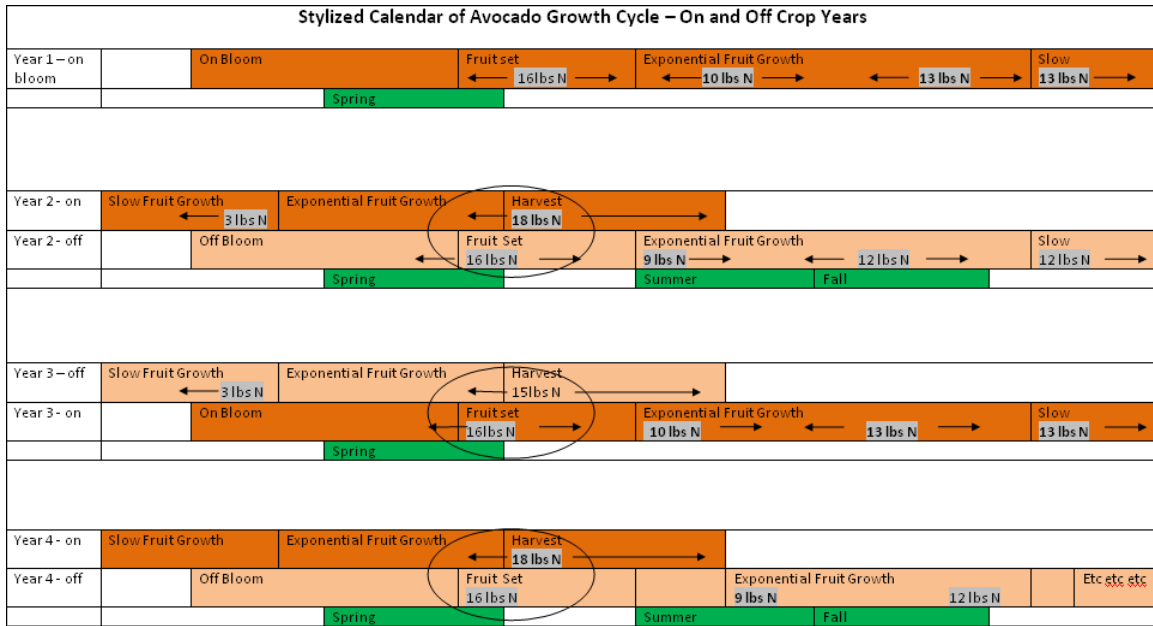 Stylized Calendar of Avocado Growth Cycle – On and Off Crop Years
Year 1 – on bloom
On Bloom
Fruit set
16lbs N
Exponential Fruit Growth
10 lbs N
13 lbs N
Slow
13 lbs N
Spring
Year 2 - on
Slow Fruit Growth
3 lbs N
Exponential Fruit Growth
Harvest
18 lbs N
Year 2 - off
Off Bloom
Fruit Set
16 lbs N
Exponential Fruit Growth
9 lbs N
12 lbs N
Slow
12 lbs N
Spring
Summer
Fall
Year 3 – off
Slow Fruit Growth
3 lbs N
Exponential Fruit Growth
Harvest
15lbs N
Year 3 - on
On Bloom
Fruit set
16lbs N
Exponential Fruit Growth
10 lbs N
13 lbs N
Slow
13 lbs N
Spring
Year 4 - on
Slow Fruit Growth
Exponential Fruit Growth
Harvest
18 lbs N
Year 4 - off
Off Bloom
Fruit Set
16 lbs N
Exponential Fruit Growth
9 lbs N
12 lbs N
Etc etc etc
Spring
Summer
Fall